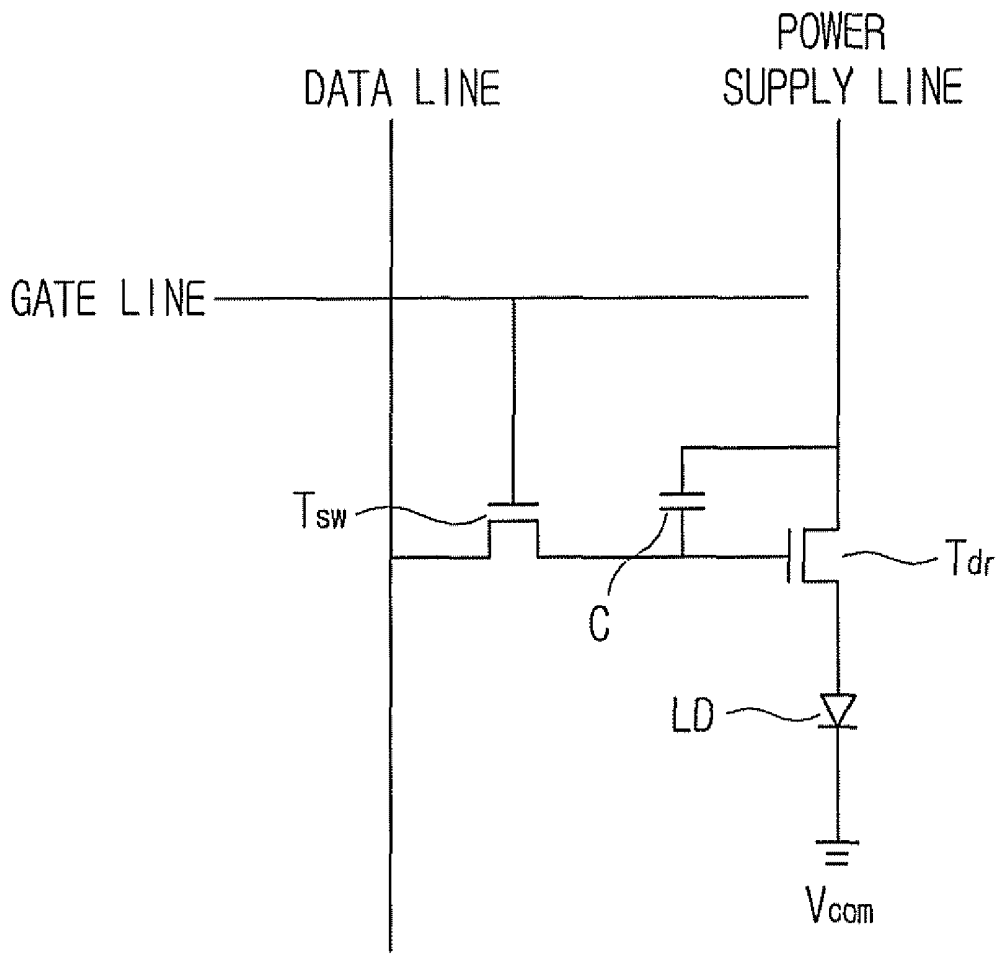 POWER
SUPPLY LINE
DATA LINE
GATE LINE
Tsw
C
Tdr
LD
Vcom